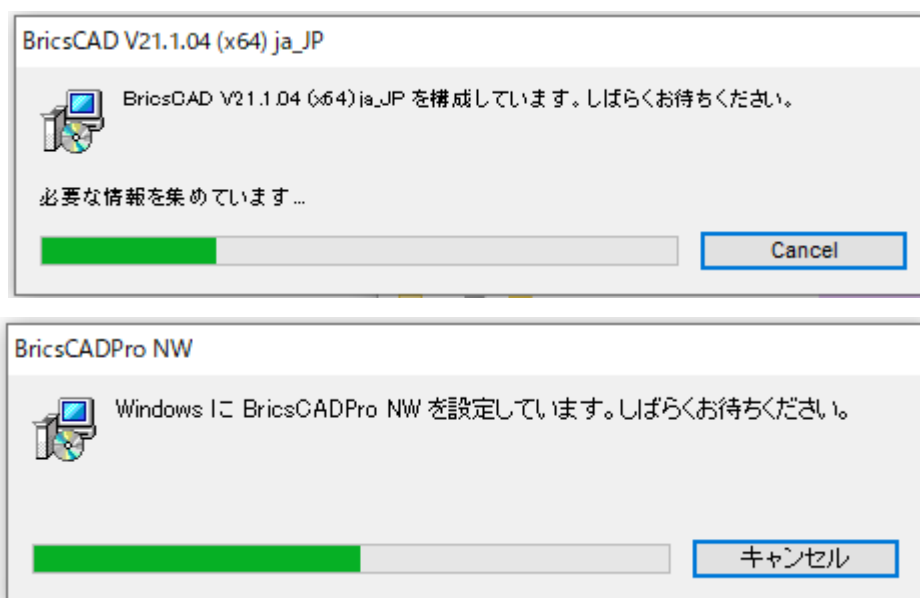 BricsCAD V21.1.04 (x64) ja_JP
BricsCAD V21.1.04 (x64) ja_JP を構成しています。しばらくお待ちください。
必要な情報を集めています...
Cancel
BricsCADPro NW
Windows に BricsCADPro NW を設定しています。しばらくお待ちください。
キャンセル